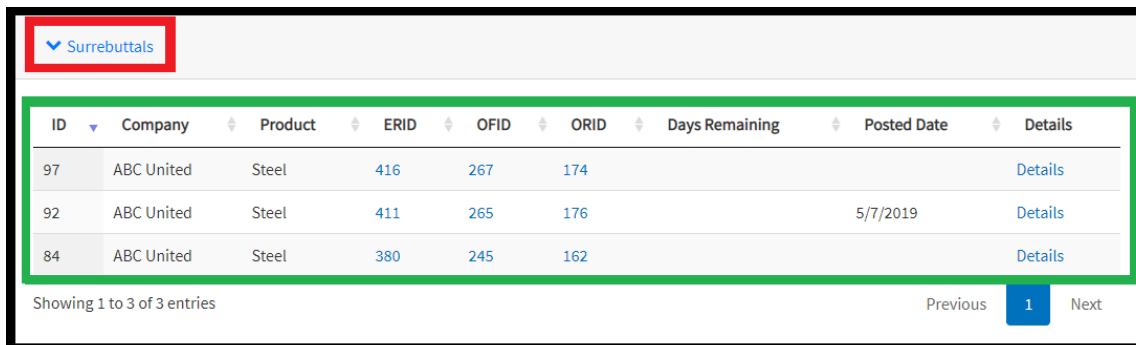 Surrebuttals
ID Company Product ERID OFID ORID Days Remaining Posted Date Details
97 ABC United Steel 416 267 174 Details
92 ABC United Steel 411 265 176 5/7/2019 Details
84 ABC United Steel 380 245 162 Details
Showing 1 to 3 of 3 entries Previous 1 Next